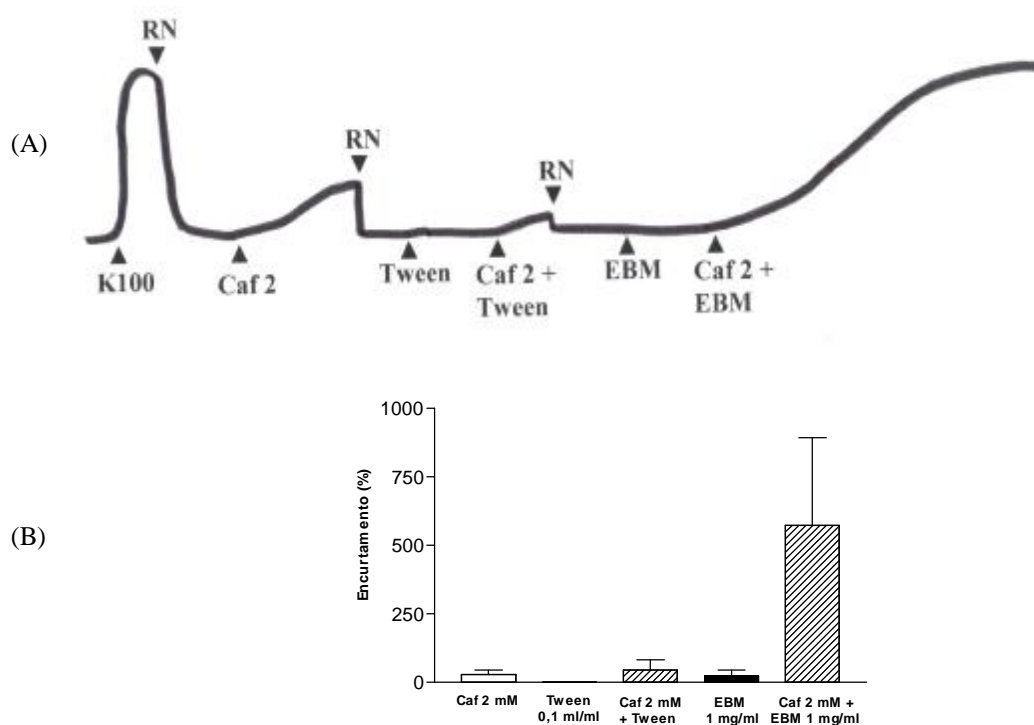 (A)
RN
RN
RN
K100
Caf 2
Tween
Caf 2 +
Tween
EBM
Caf 2 +
EBM
(B)
1000
750
500
250
0
Encurtamento (%)
Caf 2 mM
Tween
0,1 ml/ml
Caf 2 mM
+ Tween
EBM
1 mg/ml
Caf 2 mM +
EBM 1 mg/ml